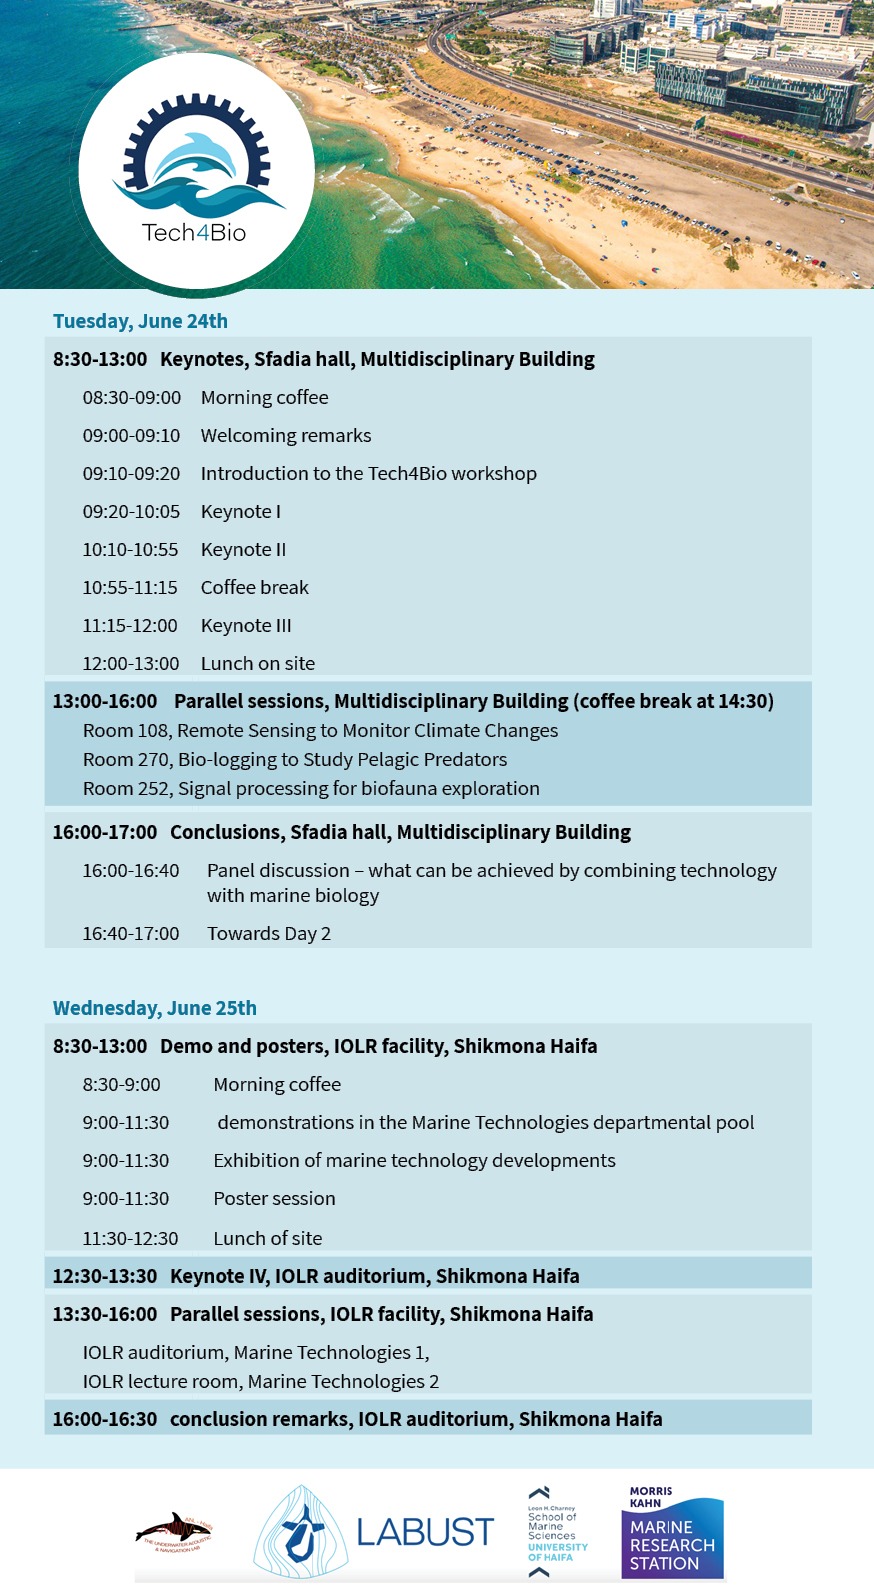 Tech4Bio
Tuesday, June 24th
8:30-13:00 Keynotes, Sfadia hall, Multidisciplinary Building
08:30-09:00 Morning coffee
09:00-09:10 Welcoming remarks
09:10-09:20 Introduction to the Tech4Bio workshop
09:20-10:05 Keynote I
10:10-10:55 Keynote II
10:55-11:15 Coffee break
11:15-12:00 Keynote III
12:00-13:00 Lunch on site
13:00-16:00 Parallel sessions, Multidisciplinary Building (coffee break at 14:30)
Room 108, Remote Sensing to Monitor Climate Changes
Room 270, Bio-logging to Study Pelagic Predators
Room 252, Signal processing for biofauna exploration
16:00-17:00 Conclusions, Sfadia hall, Multidisciplinary Building
16:00-16:40 Panel discussion – what can be achieved by combining technology
with marine biology
16:40-17:00 Towards Day 2
Wednesday, June 25th
8:30-13:00 Demo and posters, IOLR facility, Shikmona Haifa
8:30-9:00 Morning coffee
9:00-11:30 demonstrations in the Marine Technologies departmental pool
9:00-11:30 Exhibition of marine technology developments
9:00-11:30 Poster session
11:30-12:30 Lunch of site
12:30-13:30 Keynote IV, IOLR auditorium, Shikmona Haifa
13:30-16:00 Parallel sessions, IOLR facility, Shikmona Haifa
IOLR auditorium, Marine Technologies 1,
IOLR lecture room, Marine Technologies 2
16:00-16:30 conclusion remarks, IOLR auditorium, Shikmona Haifa
THE UNDERWATER ACOUSTIC
& NAVIGATION LAB
LABUST
Leon H. Charney
School of
Marine
Sciences
UNIVERSITY
OF HAIFA
MORRIS
KAHN
MARINE
RESEARCH
STATION